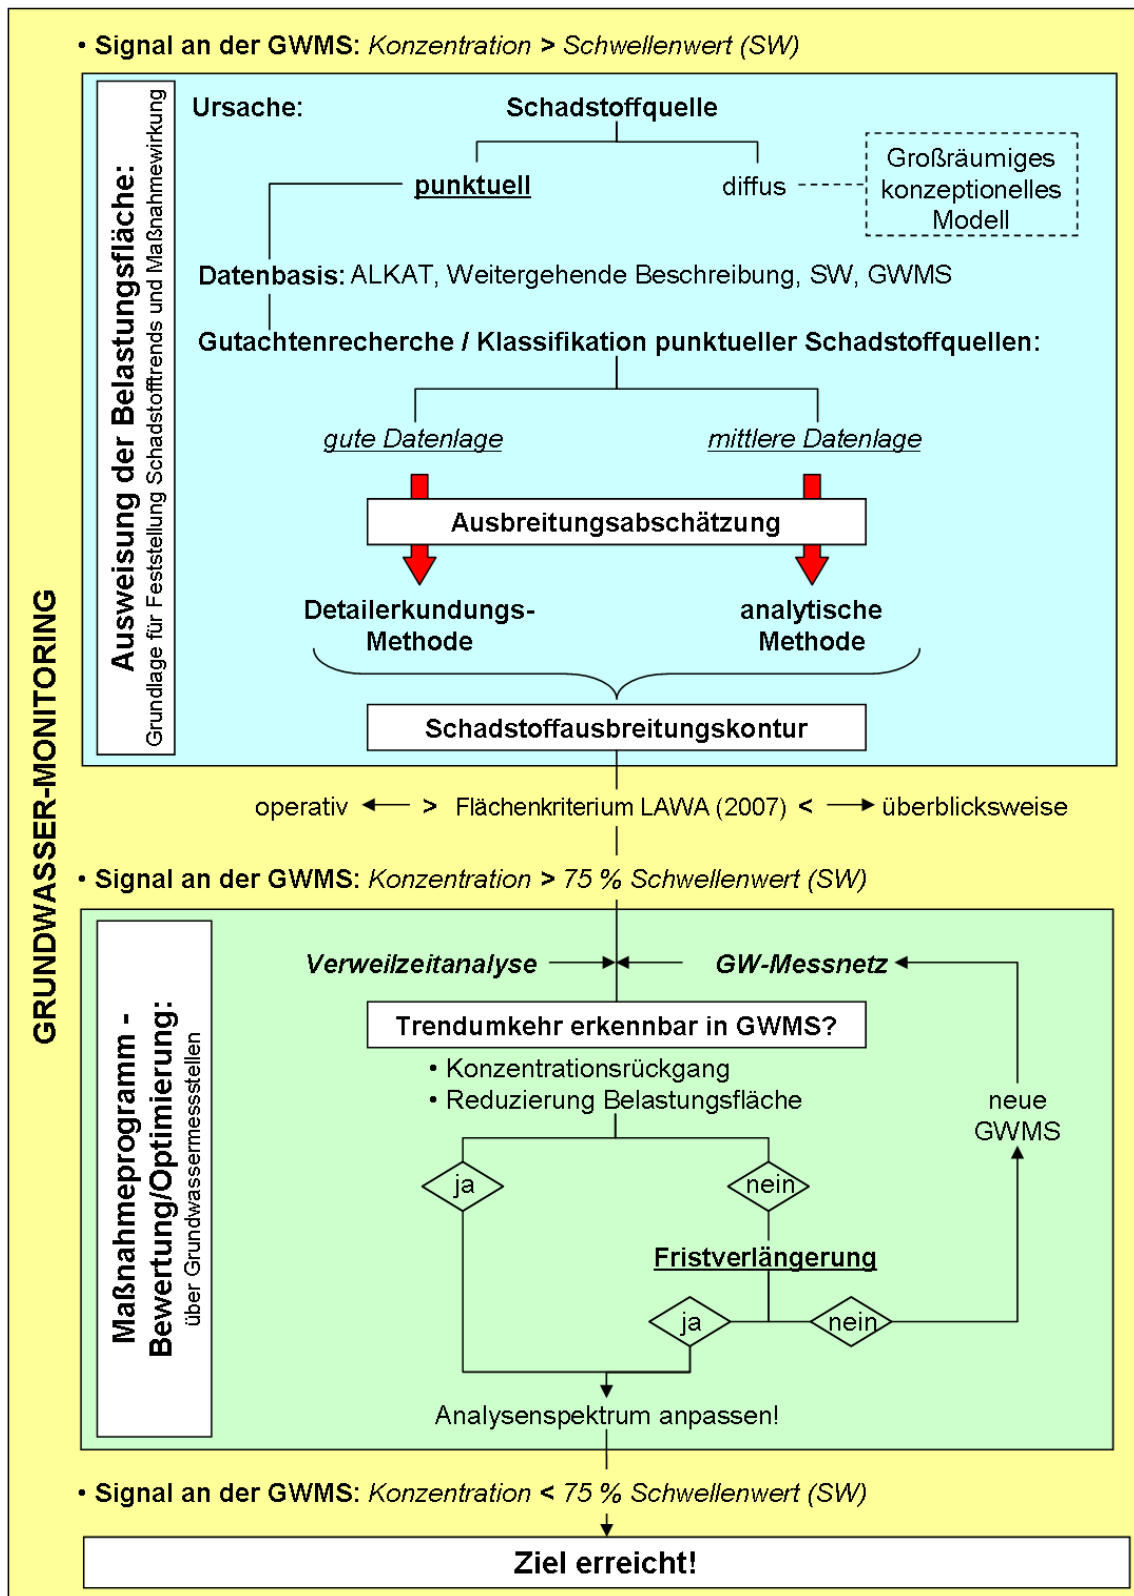 GRUNDWASSER-MONITORING
• Signal an der GWMS: Konzentration > Schwellenwert (SW)
Ausweisung der Belastungsfläche:
Grundlage für Feststellung Schadstofftrends und Maßnahmewirkung
Ursache: Schadstoffquelle
punktuell diffus
Großräumiges
konzeptionelles
Modell
Datenbasis: ALKAT, Weitergehende Beschreibung, SW, GWMS
Gutachtenrecherche / Klassifikation punktueller Schadstoffquellen:
gute Datenlage mittlere Datenlage
Ausbreitungsabschätzung
Detailerkundungs-
Methode
analytische
Methode
Schadstoffausbreitungskontur
operativ > Flächenkriterium LAWA (2007) < überblicksweise
• Signal an der GWMS: Konzentration > 75 % Schwellenwert (SW)
Maßnahmeprogramm -
Bewertung/Optimierung:
über Grundwassermessstellen
Verweilzeitanalyse GW-Messnetz
Trendumkehr erkennbar in GWMS?
• Konzentrationsrückgang
• Reduzierung Belastungsfläche
neue
GWMS
ja nein
Fristverlängerung
ja nein
Analysenspektrum anpassen!
• Signal an der GWMS: Konzentration < 75 % Schwellenwert (SW)
Ziel erreicht!